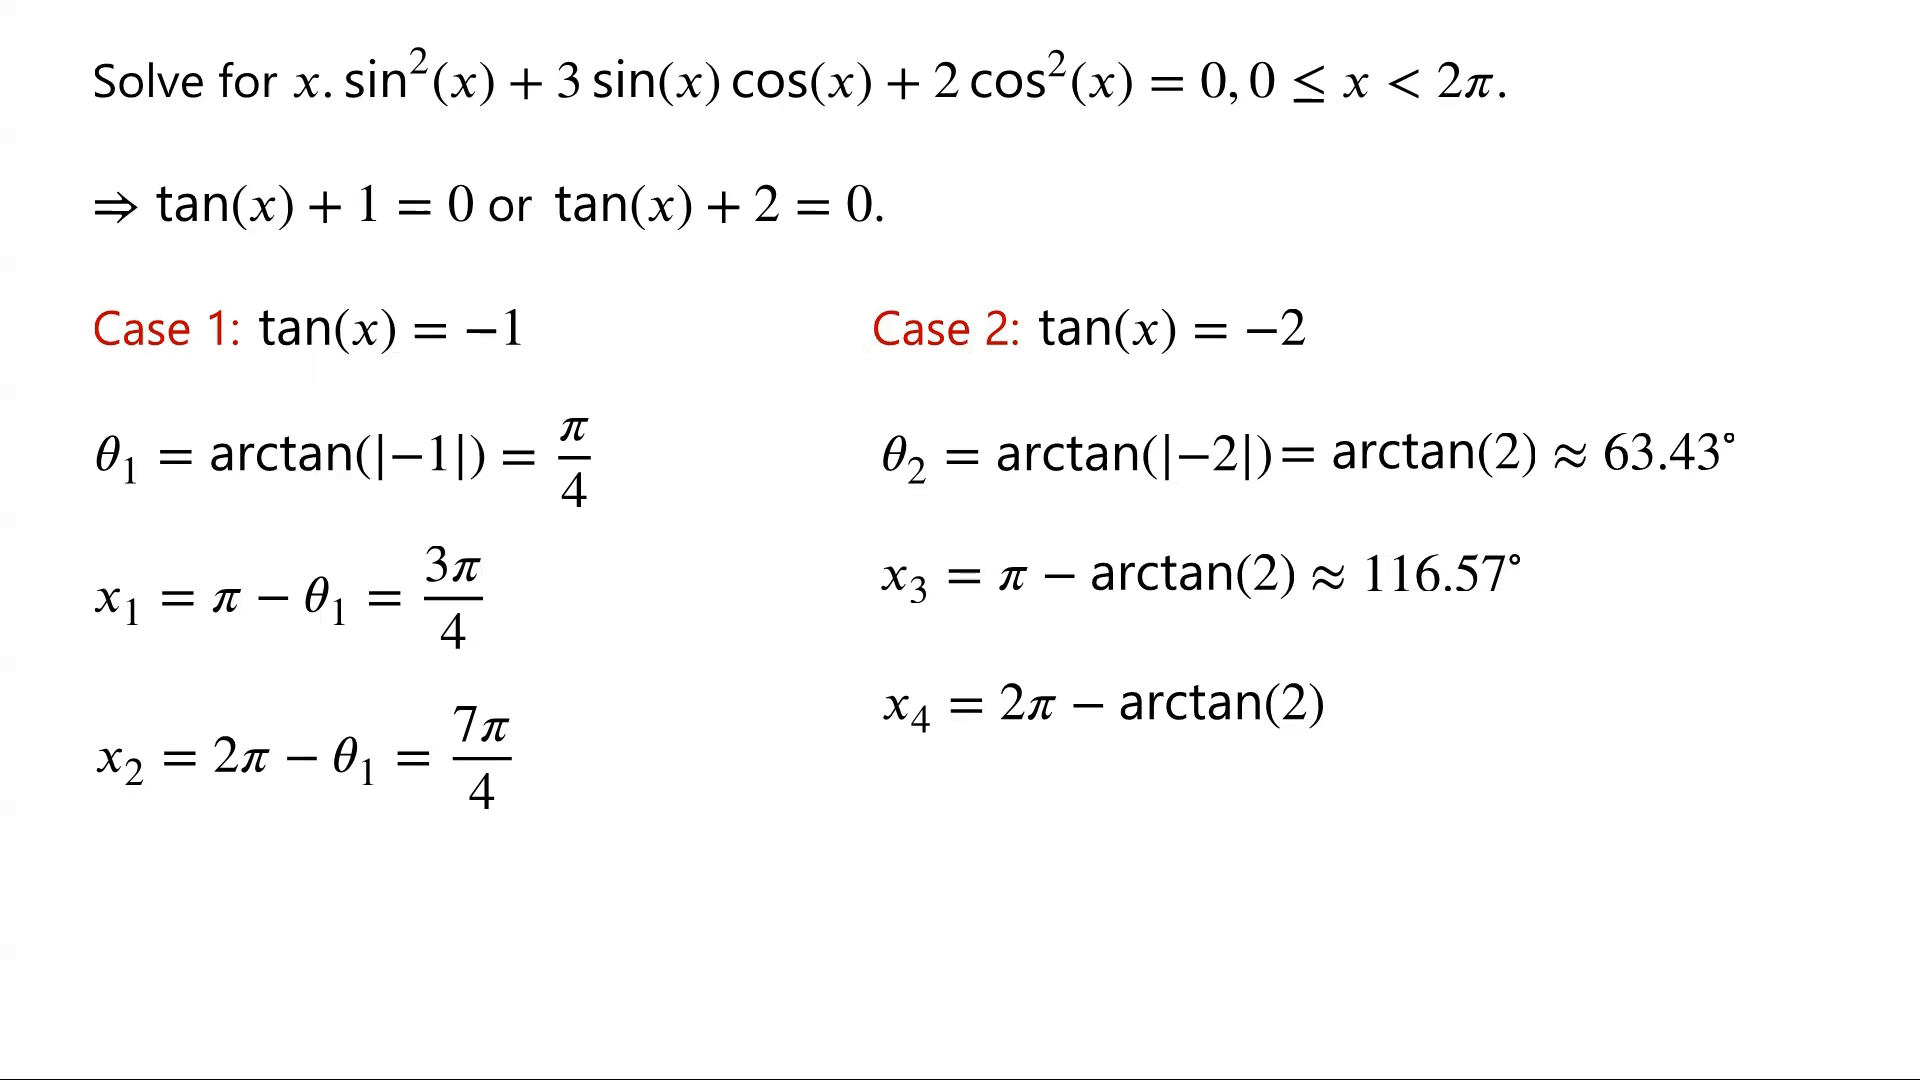 Solve for x. sin²(x) + 3 sin(x) cos(x) + 2 cos²(x) = 0, 0 ≤ x < 2π.
⇒ tan(x) + 1 = 0 or tan(x) + 2 = 0.
Case 1: tan(x) = −1
θ₁ = arctan(|−1|) = π/4
x₁ = π − θ₁ = 3π/4
x₂ = 2π − θ₁ = 7π/4
Case 2: tan(x) = −2
θ₂ = arctan(|−2|) = arctan(2) ≈ 63.43°
x₃ = π − arctan(2) ≈ 116.57°
x₄ = 2π − arctan(2)